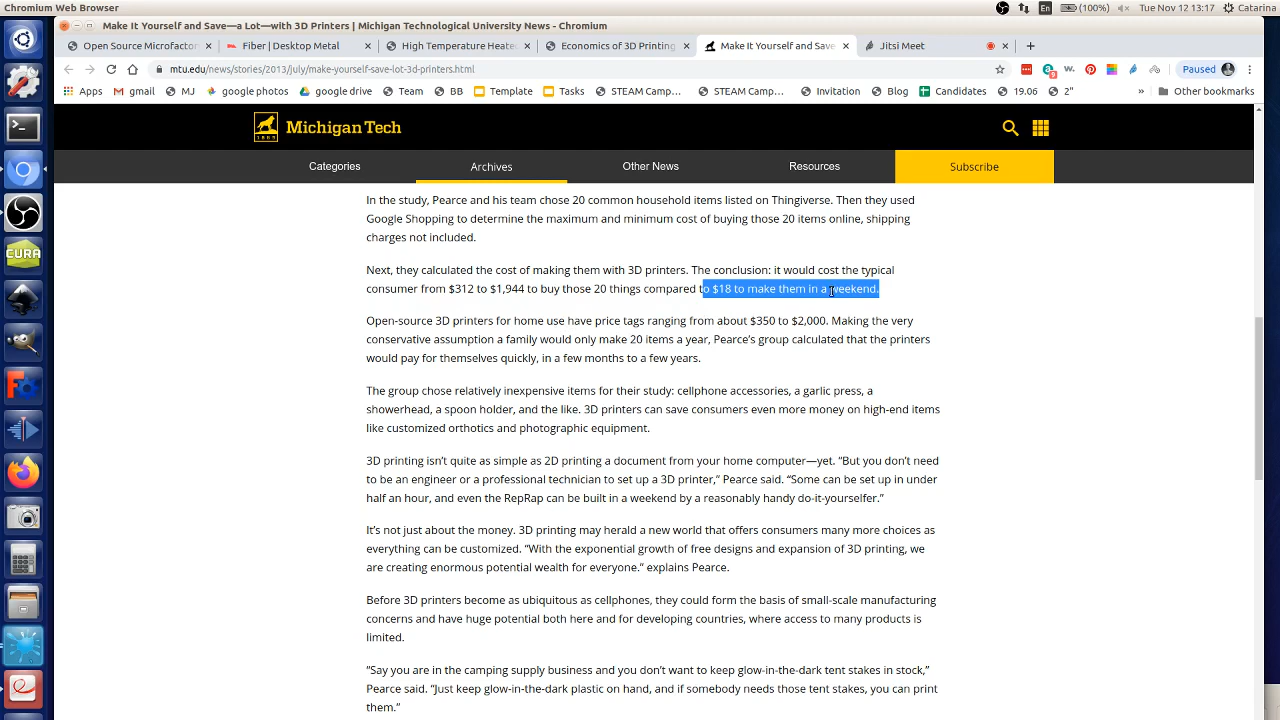 Chromium Web Browser
En
(100%)
Tue Nov 12 13:17
Catarina
Make It Yourself and Save—a Lot—with 3D Printers | Michigan Technological University News - Chromium
Open Source Microfactor
Fiber | Desktop Metal
High Temperature Heate
Economics of 3D Printing
Make It Yourself and Save
Jitsi Meet
mtu.edu/news/stories/2013/july/make-yourself-save-lot-3d-printers.html
Paused
Apps
gmail
MJ
google photos
google drive
Team
BB
Template
Tasks
STEAM Camp...
STEAM Camp...
Invitation
Blog
Candidates
19.06
2"
»
Other bookmarks
1885
Michigan Tech
Categories
Archives
Other News
Resources
Subscribe
CURA
In the study, Pearce and his team chose 20 common household items listed on Thingiverse. Then they used
Google Shopping to determine the maximum and minimum cost of buying those 20 items online, shipping
charges not included.
Next, they calculated the cost of making them with 3D printers. The conclusion: it would cost the typical
consumer from $312 to $1,944 to buy those 20 things compared to $18 to make them in a weekend.
Open-source 3D printers for home use have price tags ranging from about $350 to $2,000. Making the very
conservative assumption a family would only make 20 items a year, Pearce’s group calculated that the printers
would pay for themselves quickly, in a few months to a few years.
The group chose relatively inexpensive items for their study: cellphone accessories, a garlic press, a
showerhead, a spoon holder, and the like. 3D printers can save consumers even more money on high-end items
like customized orthotics and photographic equipment.
3D printing isn’t quite as simple as 2D printing a document from your home computer—yet. “But you don’t need
to be an engineer or a professional technician to set up a 3D printer,” Pearce said. “Some can be set up in under
half an hour, and even the RepRap can be built in a weekend by a reasonably handy do-it-yourselfer.”
It’s not just about the money. 3D printing may herald a new world that offers consumers many more choices as
everything can be customized. “With the exponential growth of free designs and expansion of 3D printing, we
are creating enormous potential wealth for everyone.” explains Pearce.
Before 3D printers become as ubiquitous as cellphones, they could form the basis of small-scale manufacturing
concerns and have huge potential both here and for developing countries, where access to many products is
limited.
“Say you are in the camping supply business and you don’t want to keep glow-in-the-dark tent stakes in stock,”
Pearce said. “Just keep glow-in-the-dark plastic on hand, and if somebody needs those tent stakes, you can print
them.”